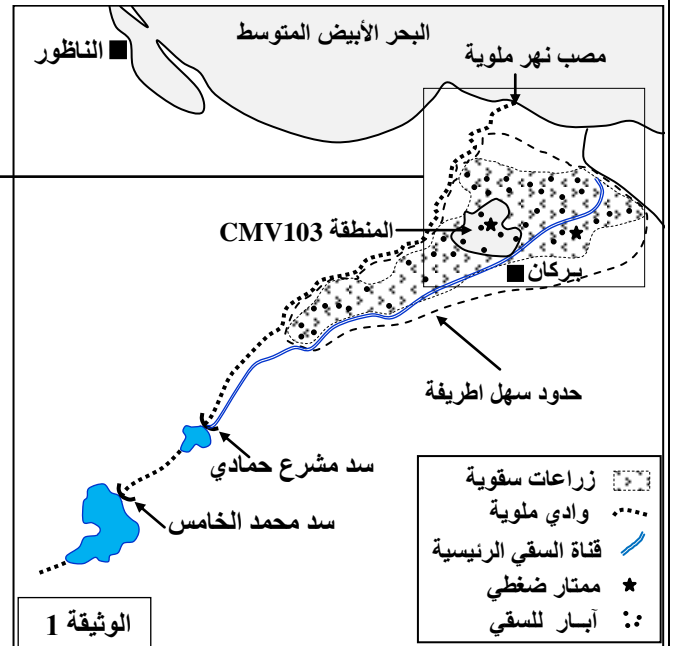 البحر الأبيض المتوسط
الناظور
مصب نهر ملوية
المنطقة CMV103
بركان
حدود سهل اطريفة
سد مشرع حمادي
سد محمد الخامس
زراعات سقوية
وادي ملوية
قناة السقي الرئيسية
ممتار ضغطي
آبـار للسقي
الوثيقة 1